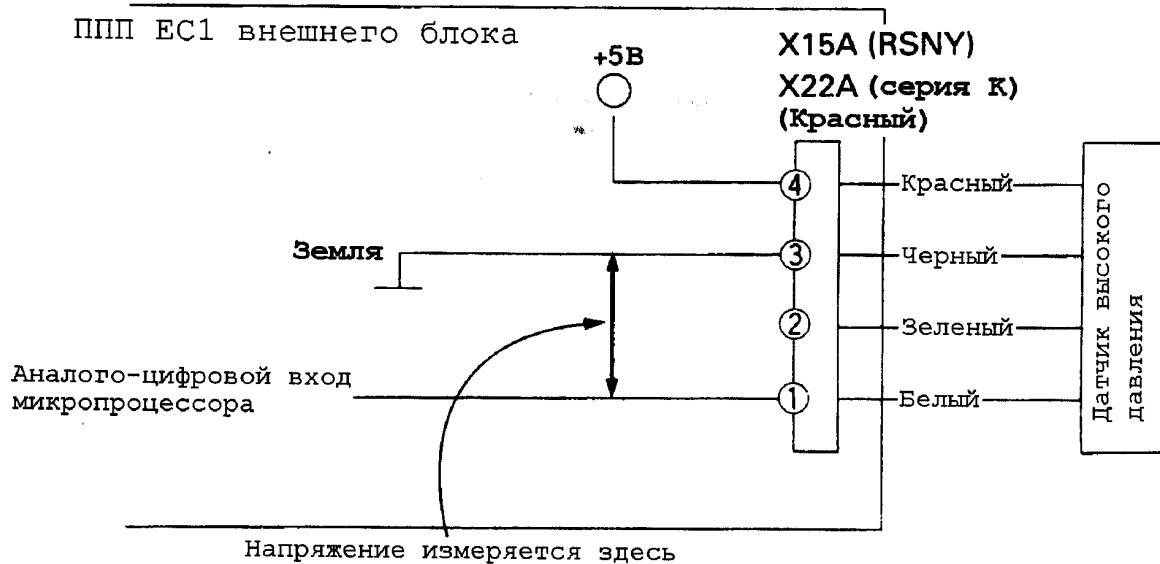 ППП EC1 внешнего блока
+5В
X15A (RSNY)
X22A (серия К)
(Красный)
4
Красный
Земля
3
Черный
2
Зеленый
Аналого-цифровой вход
микропроцессора
1
Белый
Датчик высокого
давления
Напряжение измеряется здесь